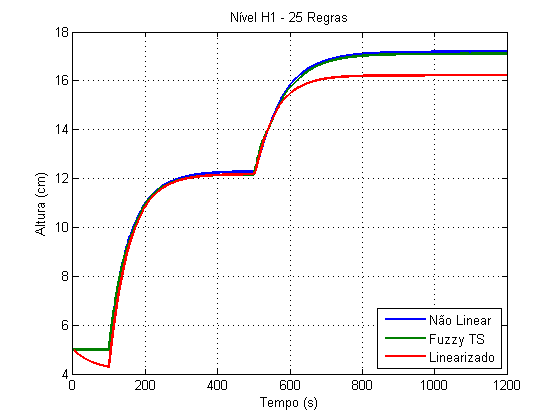 Nível H1 - 25 Regras
18
16
14
12
10
8
6
4
Altura (cm)
0
200
400
600
800
1000
1200
Tempo (s)
Não Linear
Fuzzy TS
Linearizado